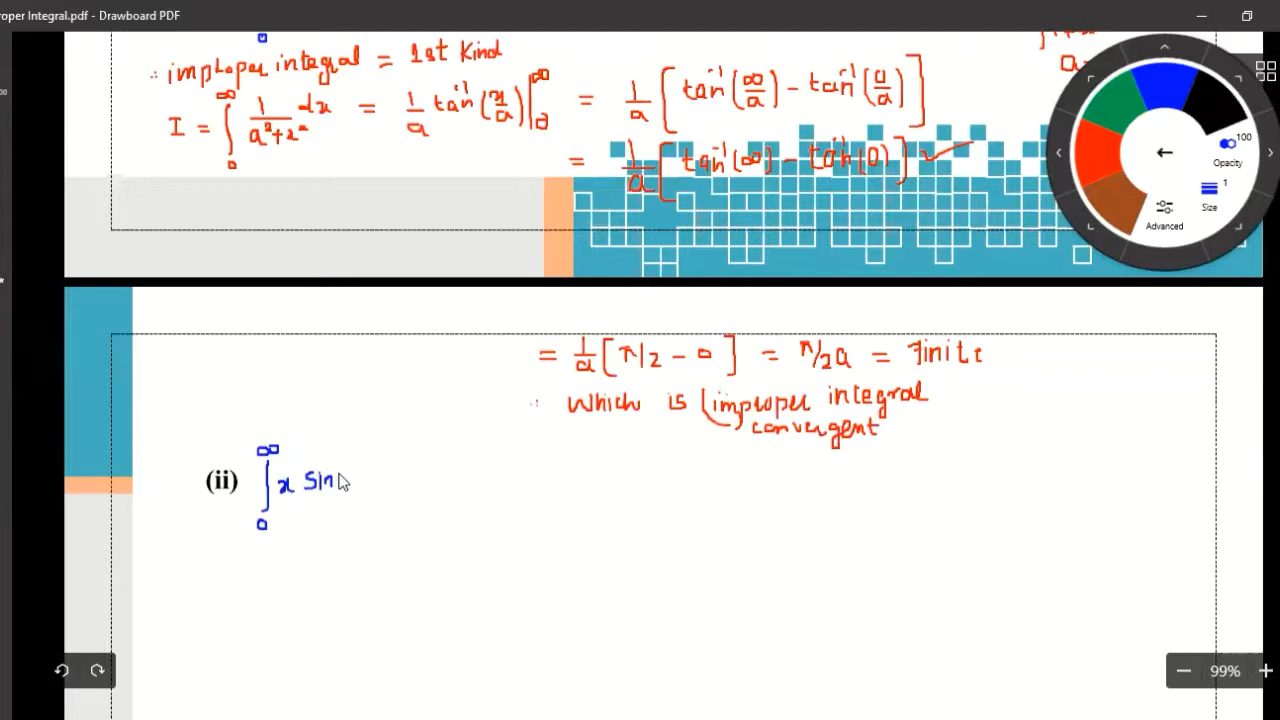 roper Integral.pdf - Drawboard PDF
∴ improper integral = 1st Kind
I = ∫₀^∞ 1/(a²+x²) dx = 1/a tan⁻¹(x/a)|₀^∞ = 1/a [tan⁻¹(∞/a) - tan⁻¹(0/a)]
= 1/a [tan⁻¹(∞) - tan⁻¹(0)]
= 1/a [π/2 - 0] = π/2a = Finite
∴ Which is improper integral
convergent
(ii) ∫₀^∞ x Sin
100
Opacity
1
Size
Advanced
99%